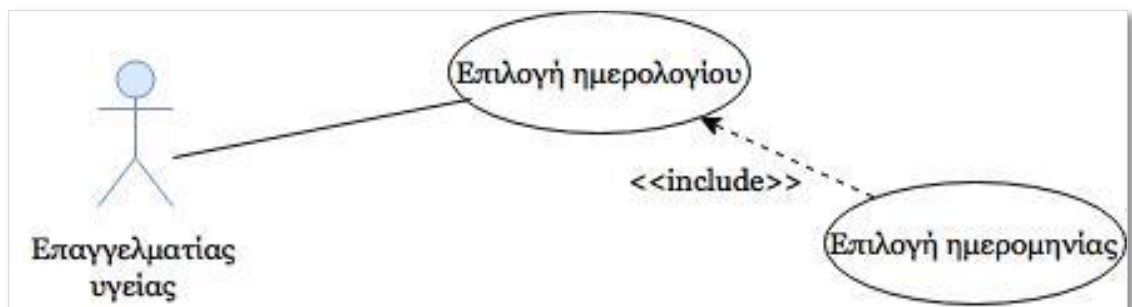 Επιλογή ημερολογίου
<<include>>
Επιλογή ημερομηνίας
Επαγγελματίας
υγείας